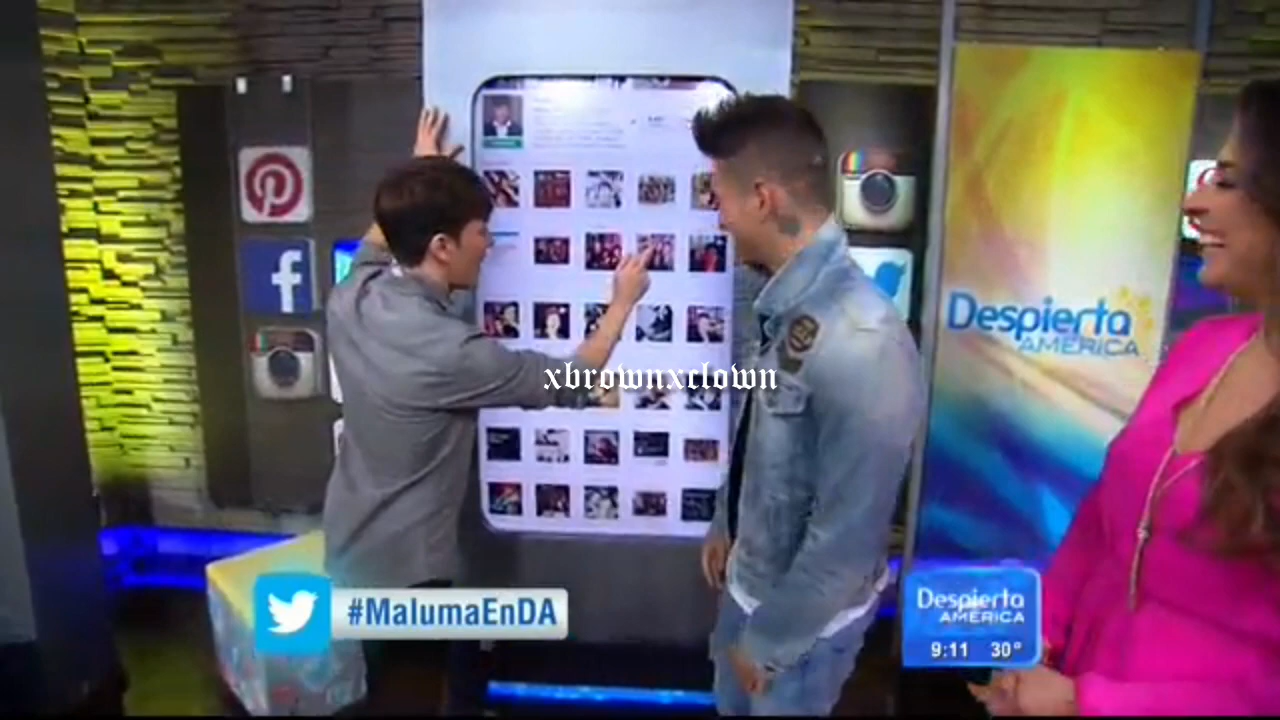 Despierta
AMÉRICA
xbrownxclown
#MalumaEnDA
Despierta
AMÉRICA
9:11 30°